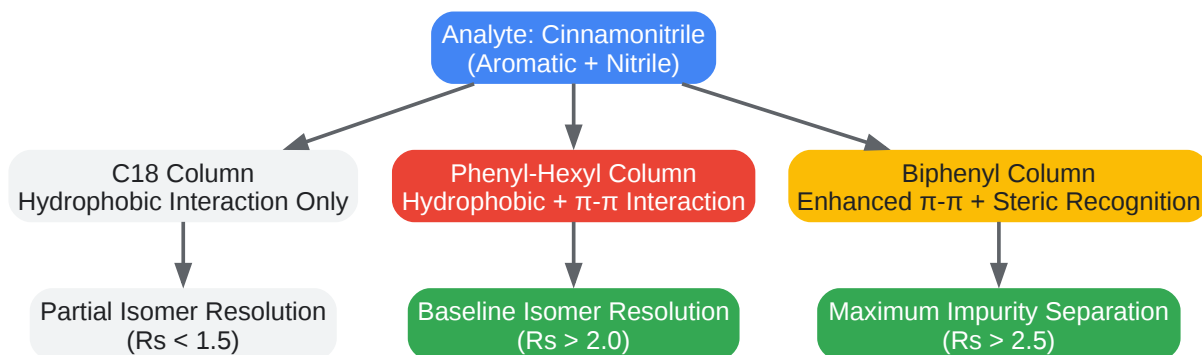 Analyte: Cinnamonitrile
(Aromatic + Nitrile)
C18 Column
Hydrophobic Interaction Only
Phenyl-Hexyl Column
Hydrophobic + π-π Interaction
Biphenyl Column
Enhanced π-π + Steric Recognition
Partial Isomer Resolution
(Rs < 1.5)
Baseline Isomer Resolution
(Rs > 2.0)
Maximum Impurity Separation
(Rs > 2.5)